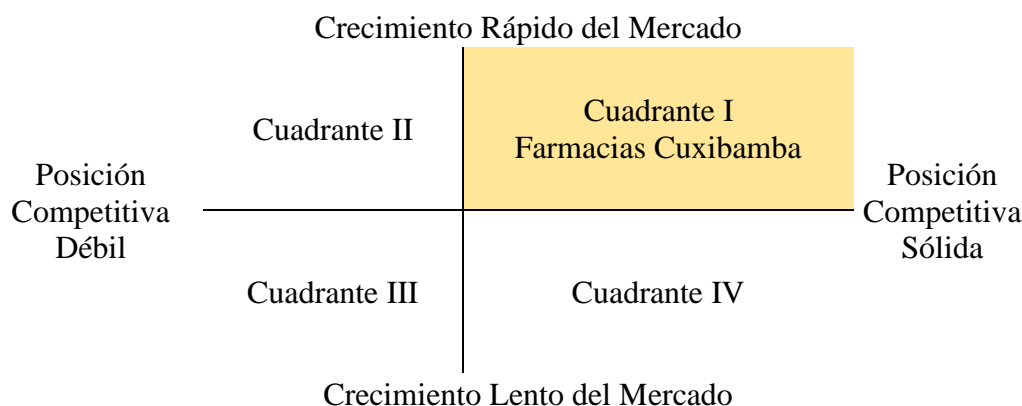 Crecimiento Rápido del Mercado
Cuadrante II
Cuadrante I
Farmacias Cuxibamba
Posición
Competitiva
Débil
Posición
Competitiva
Sólida
Cuadrante III
Cuadrante IV
Crecimiento Lento del Mercado